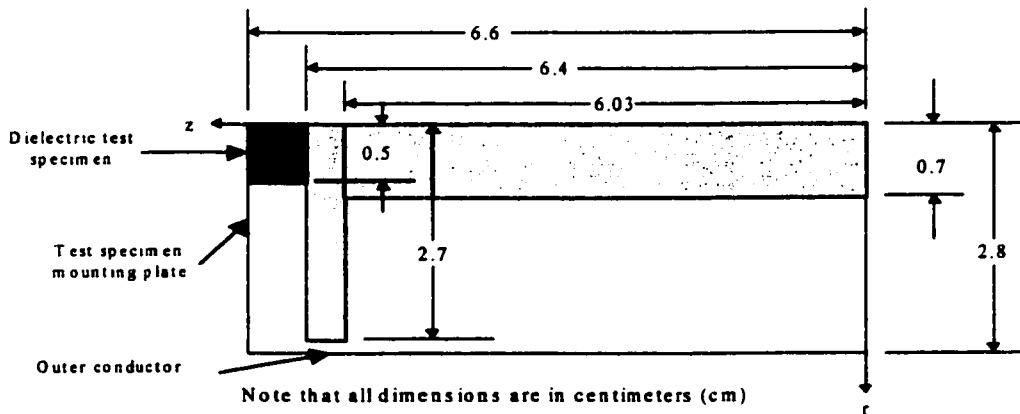 6.6
6.4
6.03
z
Dielectric test
specimen
0.5
0.7
Test specimen
mounting plate
2.7
2.8
Outer conductor
Note that all dimensions are in centimeters (cm)
r